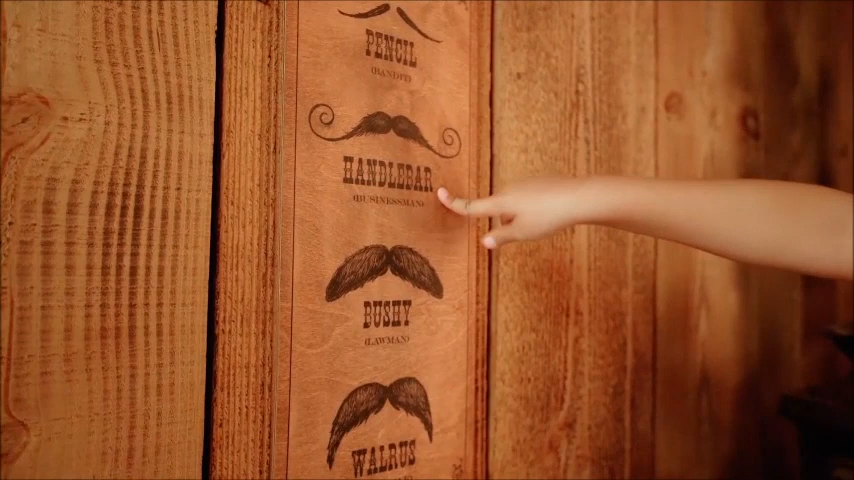 PENCIL
(BANDIT)
HANDLEBAR
(BUSINESSMAN)
BUSHY
(LAWMAN)
WALRUS